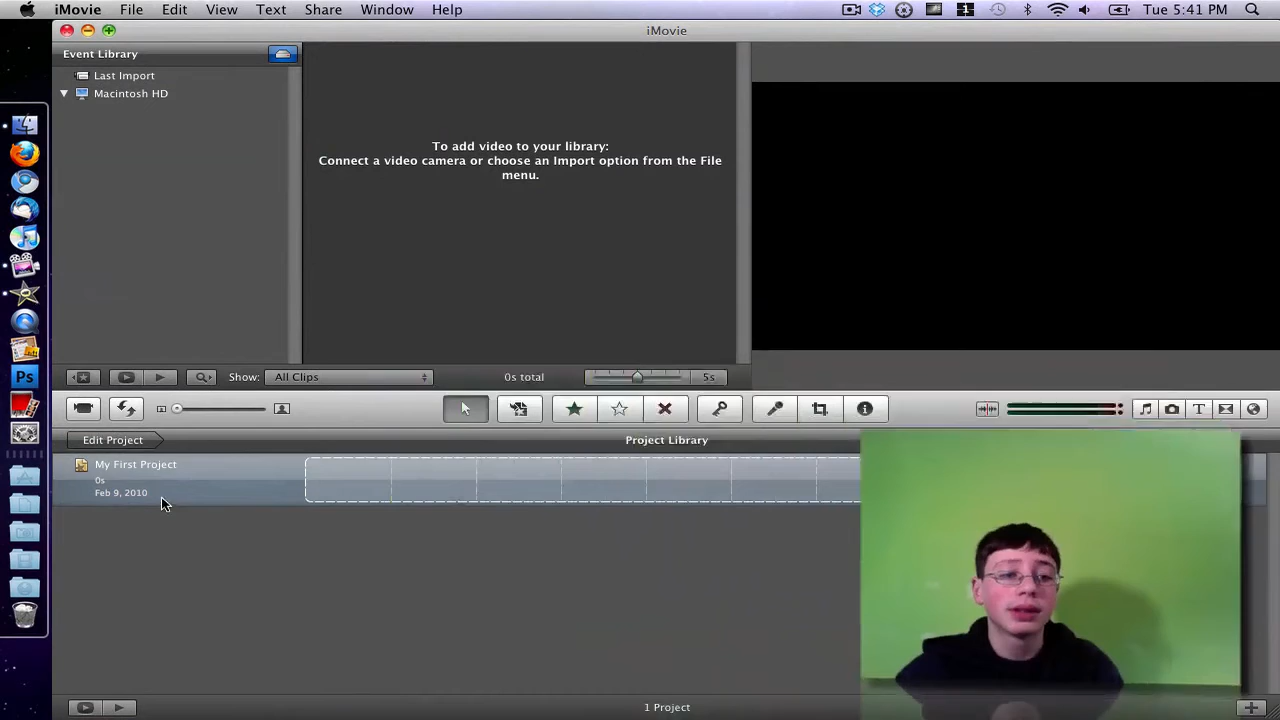 iMovie File Edit View Text Share Window Help
1 Tue 5:41 PM
iMovie
Event Library
Last Import
Macintosh HD
To add video to your library:
Connect a video camera or choose an Import option from the File
menu.
Show: All Clips 0s total 5s
Edit Project
Project Library
My First Project
0s
Feb 9, 2010
Ps
T
1 Project